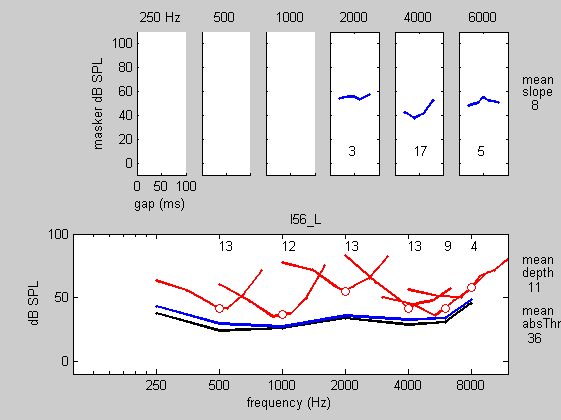 250 Hz 500 1000 2000 4000 6000
100
80
60
40
20
0
masker dB SPL
3 17 5
mean
slope
8
0 50 100
gap (ms)
I56_L
100
50
0
dB SPL
13 12 13 13 9 4
mean
depth
11
mean
absThr
36
250 500 1000 2000 4000 8000
frequency (Hz)